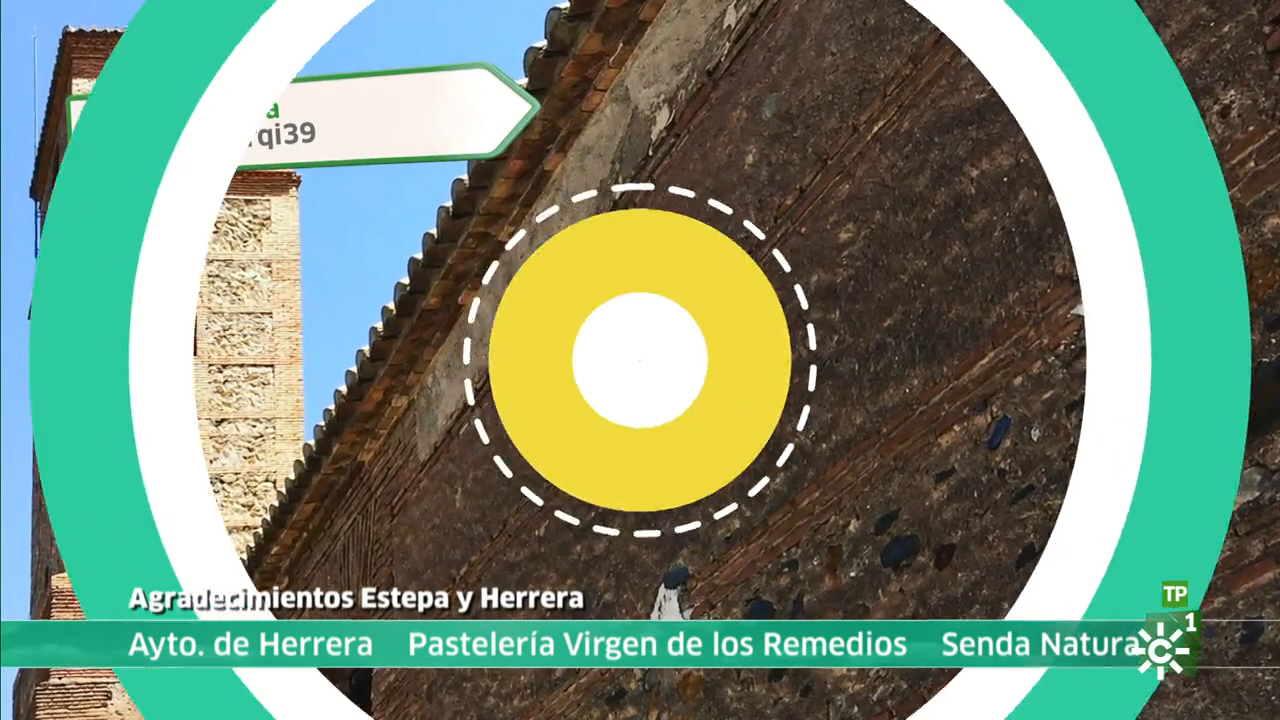 a
qi39
Agradecimientos Estepa y Herrera
Ayto. de Herrera Pastelería Virgen de los Remedios Senda Natura
TP
1